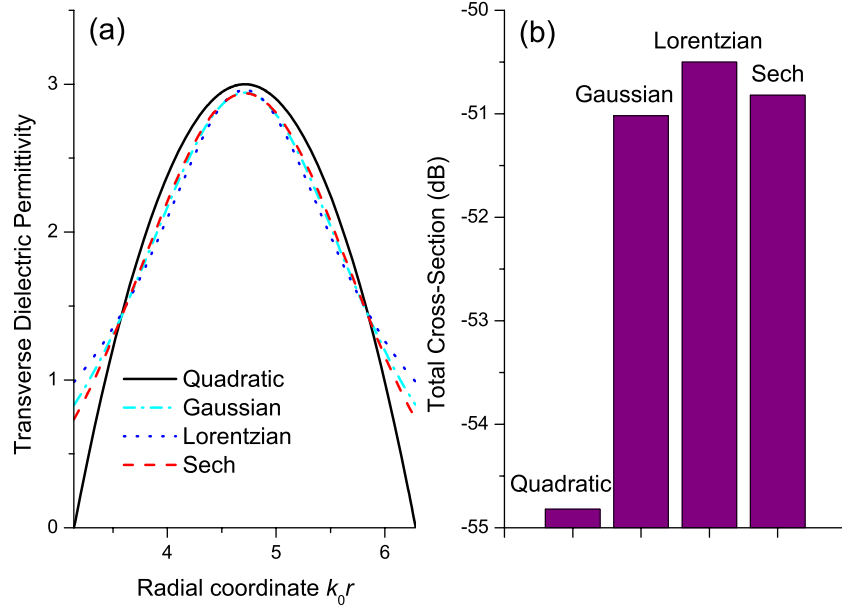 (a)
Transverse Dielectric Permittivity
3
2
1
0
Quadratic
Gaussian
Lorentzian
Sech
4
5
6
Radial coordinate k₀r
(b)
Total Cross-Section (dB)
-50
-51
-52
-53
-54
-55
Lorentzian
Sech
Gaussian
Quadratic